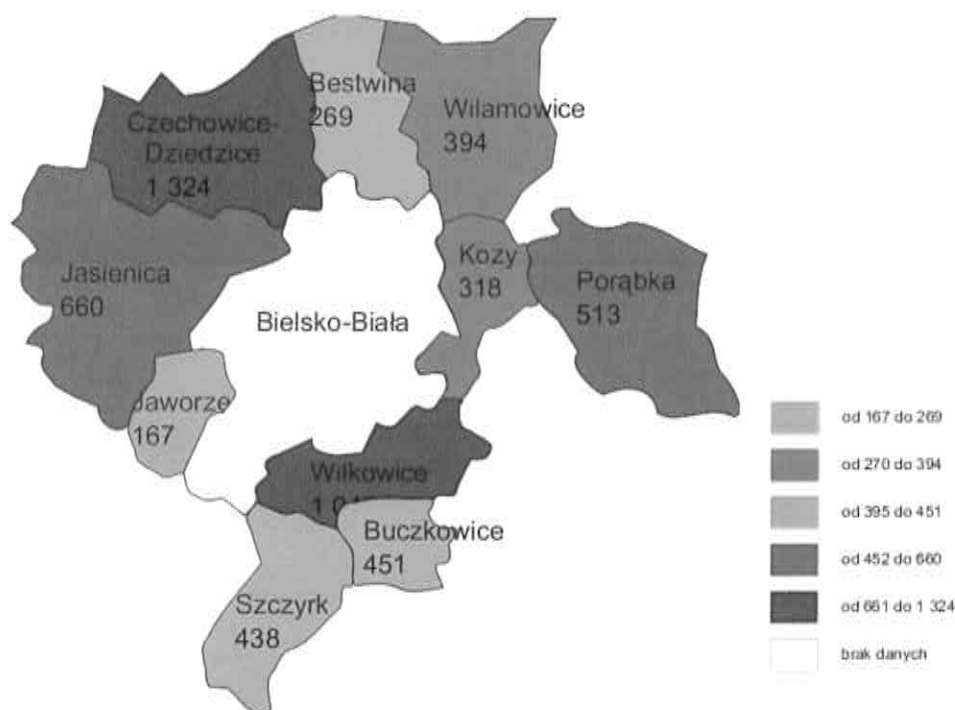 Bestwina
269
Wilamowice
394
Czechowice-
Dziedzice
1 324
Jasienica
660
Kozy
318
Porąbka
513
Bielsko-Biała
Jaworze
167
Wilkowice
Buczkowice
451
Szczyrk
438
od 167 do 269
od 270 do 394
od 395 do 451
od 452 do 660
od 661 do 1 324
brak danych